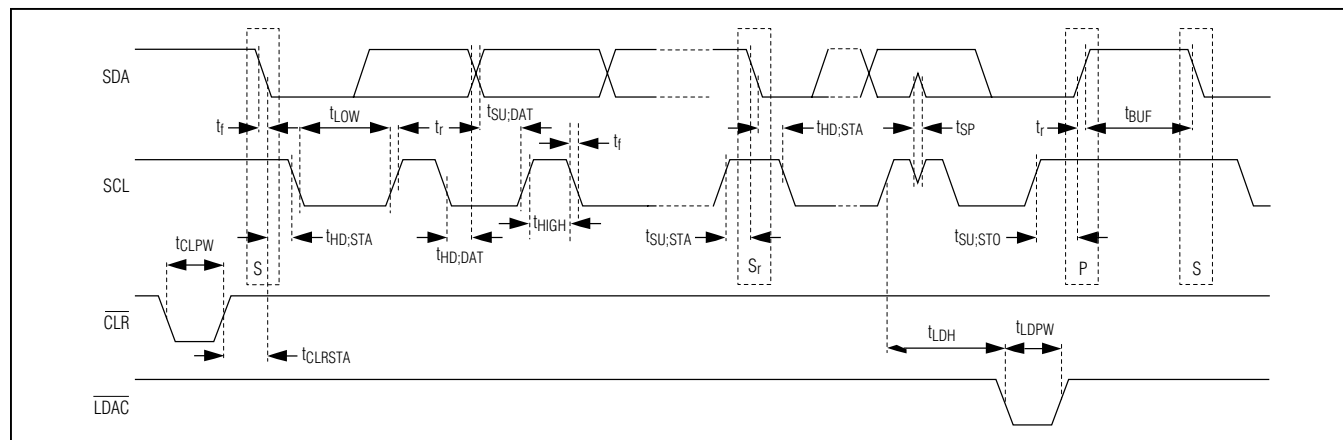 SDA
tf
tLOW
tr
tSU;DAT
tf
tHD;STA
tSP
tr
tBUF
SCL
tCLPW
tHD;STA
tHD;DAT
tHIGH
tSU;STA
tSU;STO
S
Sr
P
S
CLR
tCLRSTA
tLDH
tLDPW
LDAC